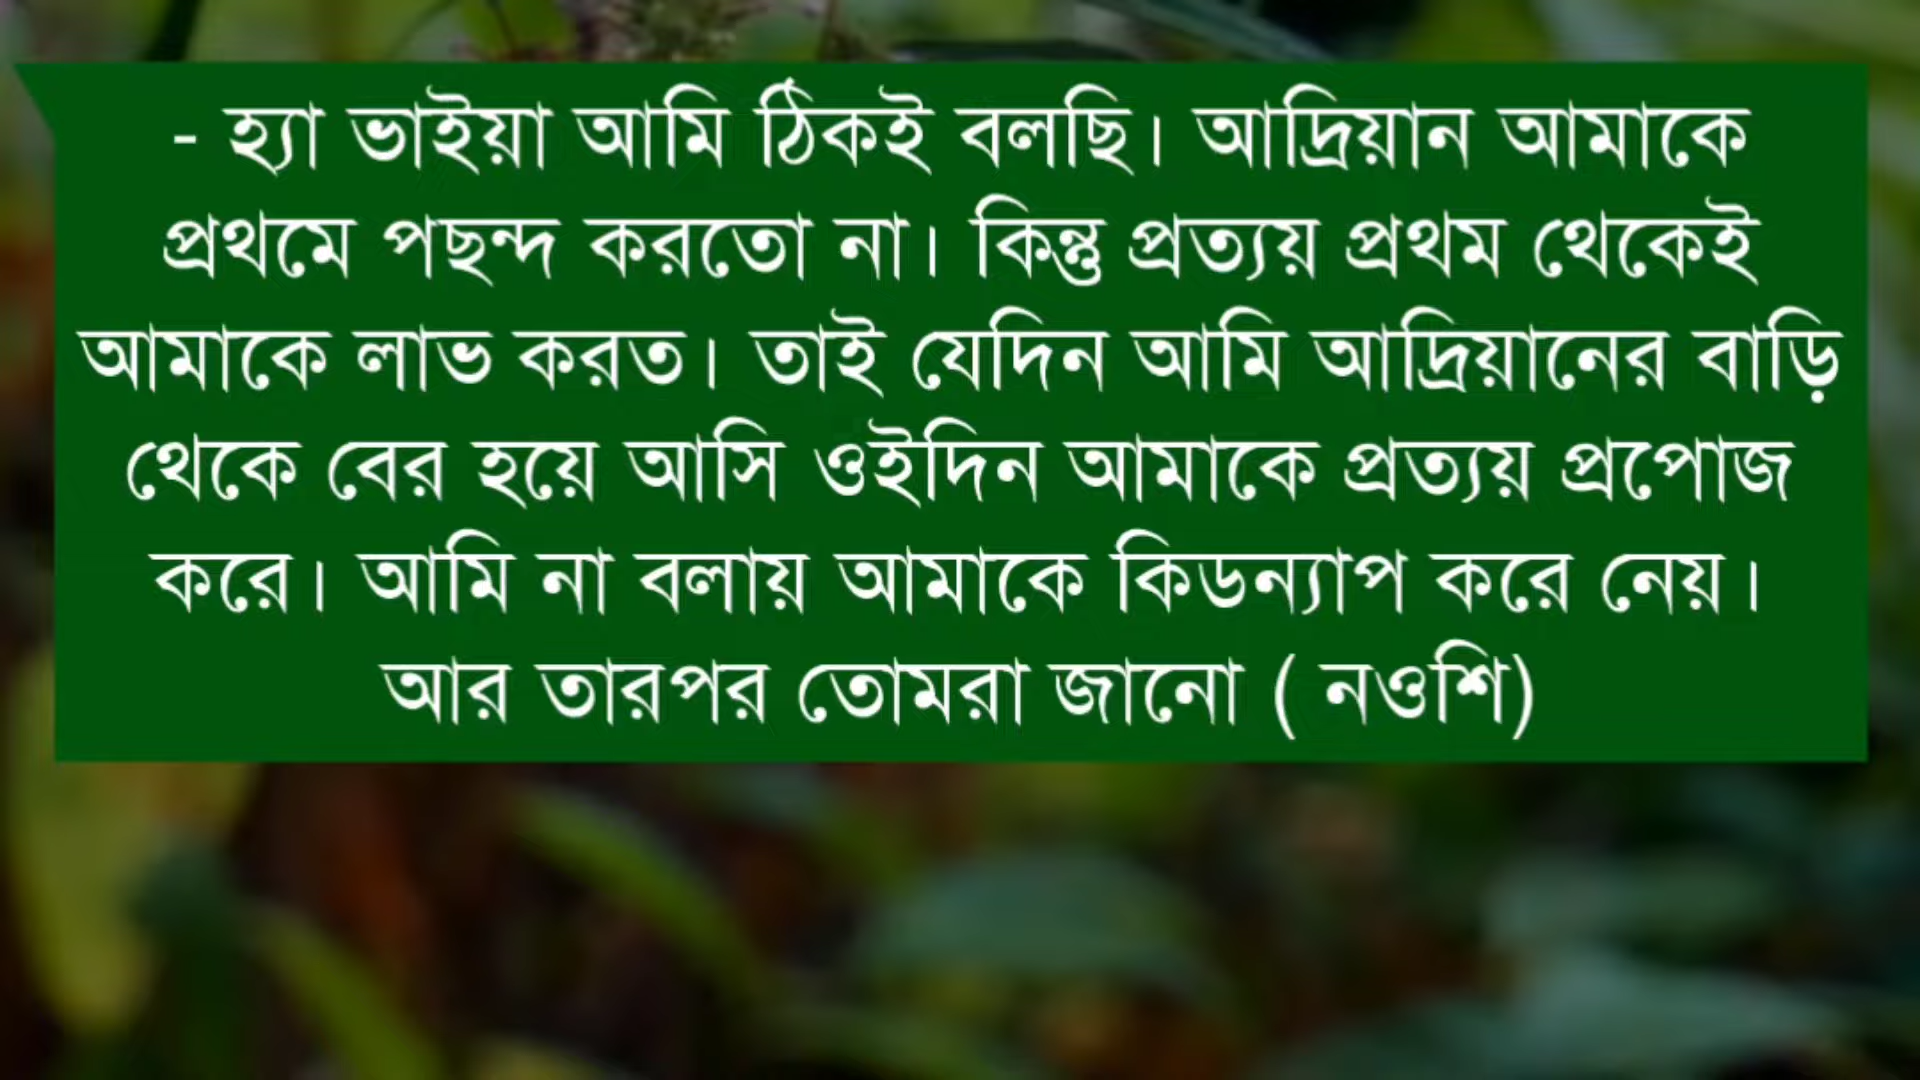 - হ্যা ভাইয়া আমি ঠিকই বলছি। আদ্রিয়ান আমাকে
প্রথমে পছন্দ করতো না। কিন্তু প্রত্যয় প্রথম থেকেই
আমাকে লাভ করত। তাই যেদিন আমি আদ্রিয়ানের বাড়ি
থেকে বের হয়ে আসি ওইদিন আমাকে প্রত্যয় প্রপোজ
করে। আমি না বলায় আমাকে কিডন্যাপ করে নেয়।
আর তারপর তোমরা জানো ( নওশি)